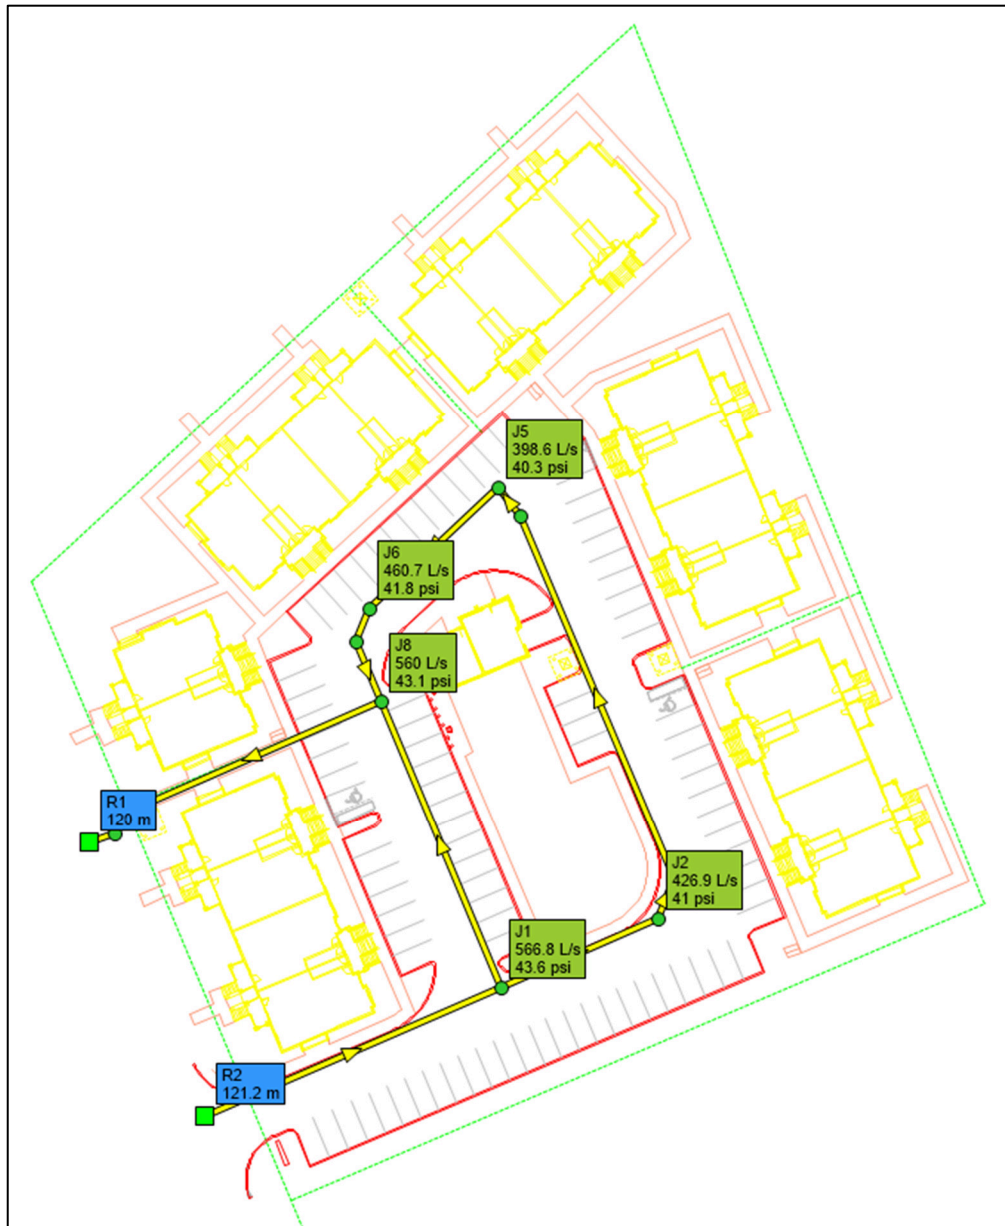 J5
398.6 L/s
40.3 psi
J6
460.7 L/s
41.8 psi
J8
560 L/s
43.1 psi
R1
120 m
J2
426.9 L/s
41 psi
J1
566.8 L/s
43.6 psi
R2
121.2 m